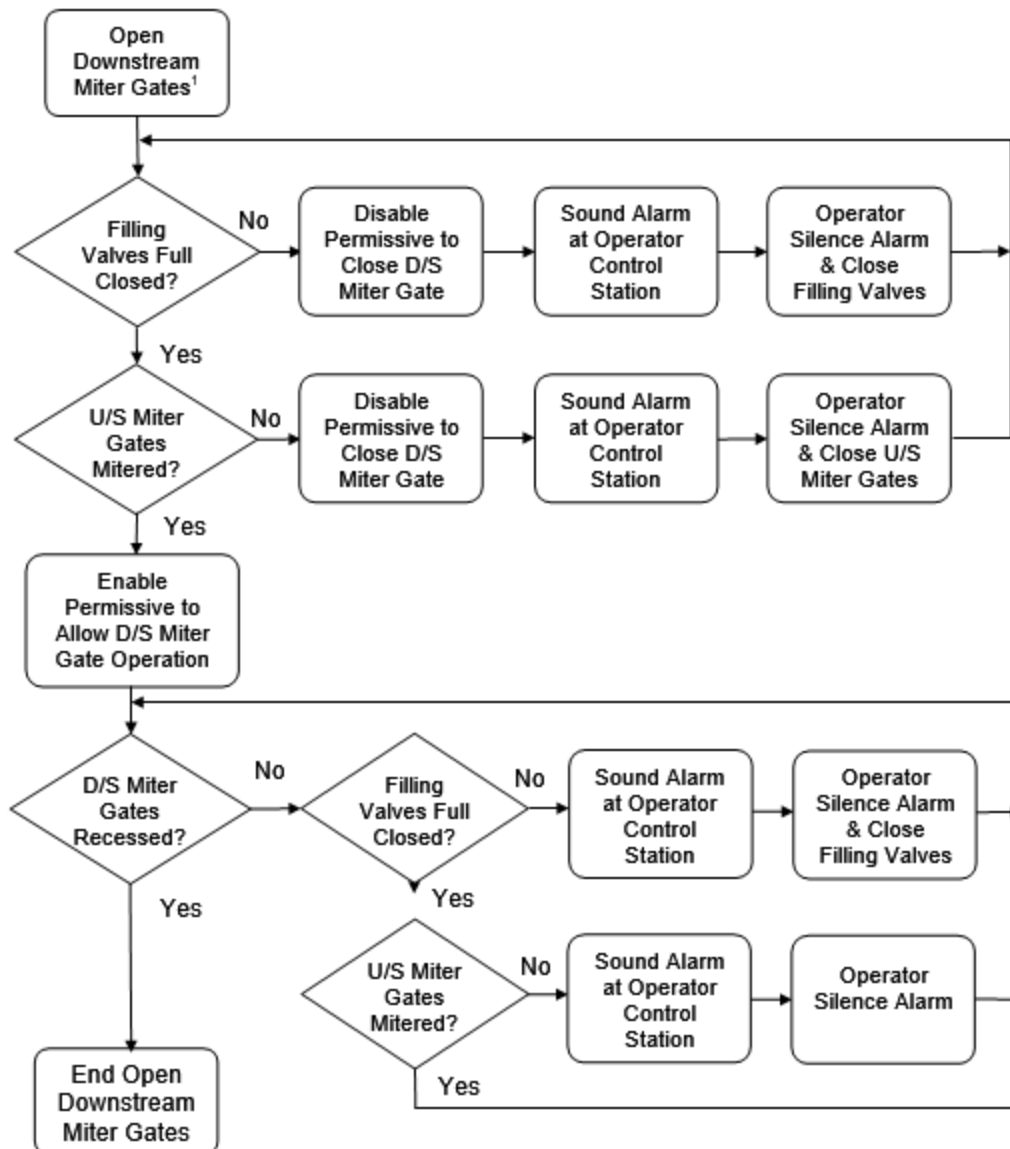 Open
Downstream
Miter Gates¹
Filling
Valves Full
Closed?
No
Disable
Permissive to
Close D/S
Miter Gate
Sound Alarm
at Operator
Control
Station
Operator
Silence Alarm
& Close
Filling Valves
Yes
U/S Miter
Gates
Mitered?
No
Disable
Permissive to
Close D/S
Miter Gate
Sound Alarm
at Operator
Control
Station
Operator
Silence Alarm
& Close U/S
Miter Gates
Yes
Enable
Permissive to
Allow D/S Miter
Gate Operation
D/S Miter
Gates
Recessed?
No
Filling
Valves Full
Closed?
No
Sound Alarm
at Operator
Control
Station
Operator
Silence Alarm
& Close
Filling Valves
Yes
Yes
U/S Miter
Gates
Mitered?
No
Sound Alarm
at Operator
Control
Station
Operator
Silence Alarm
Yes
End Open
Downstream
Miter Gates